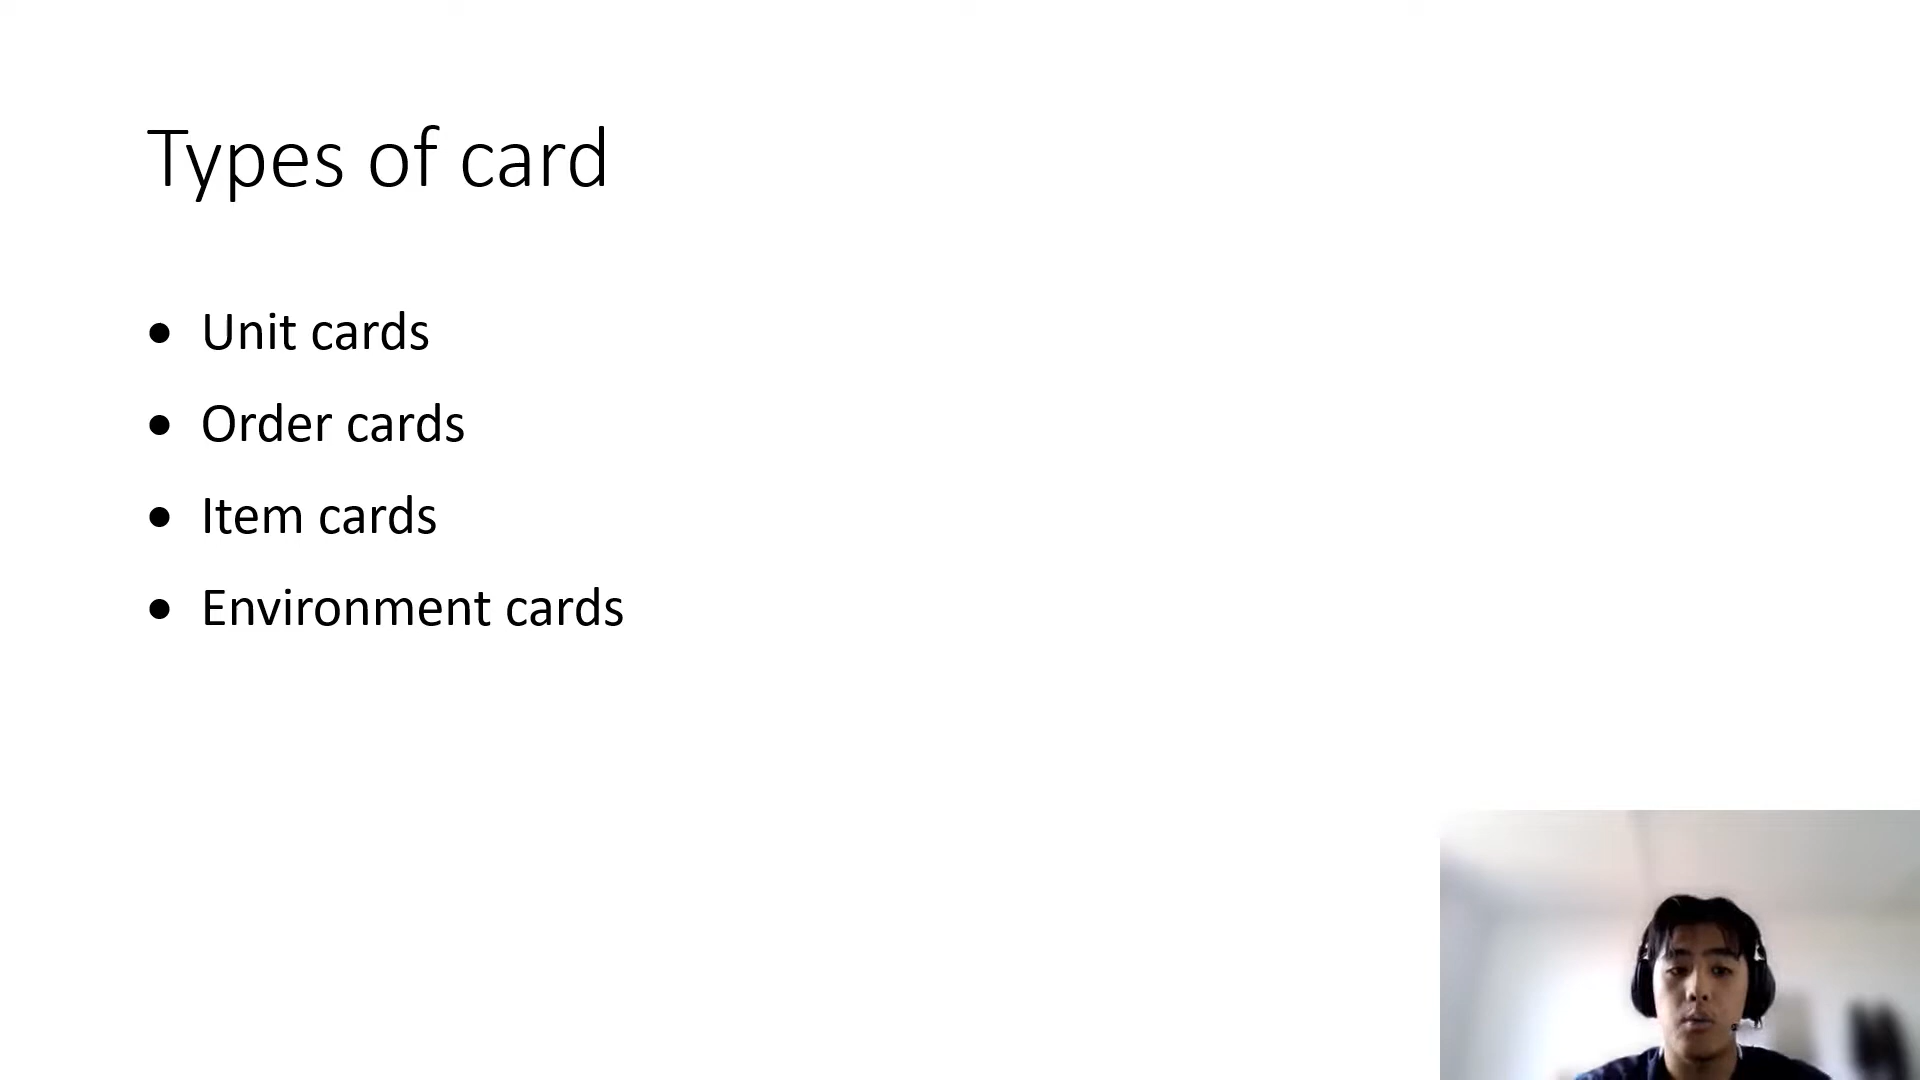 Types of card
• Unit cards
• Order cards
• Item cards
• Environment cards